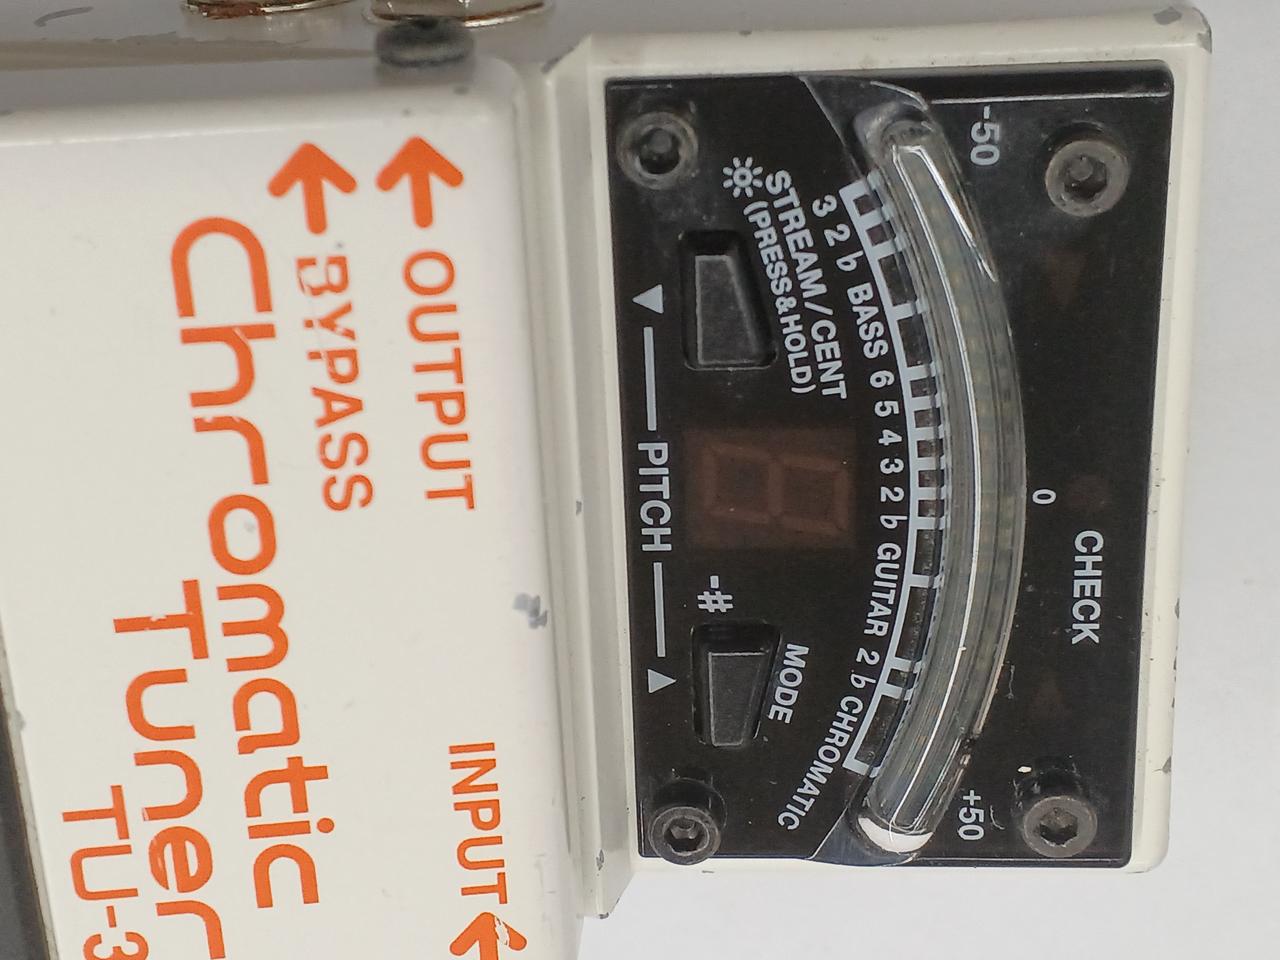 CHECK
-50
0
+50
3 2 ♭ BASS 6 5 4 3 2 ♭ GUITAR 2 ♭ CHROMATIC
STREAM/CENT
(PRESS&HOLD)
MODE
-#
◀ PITCH ▶
INPUT
OUTPUT
BYPASS
Chromatic
Tuner
TU-3